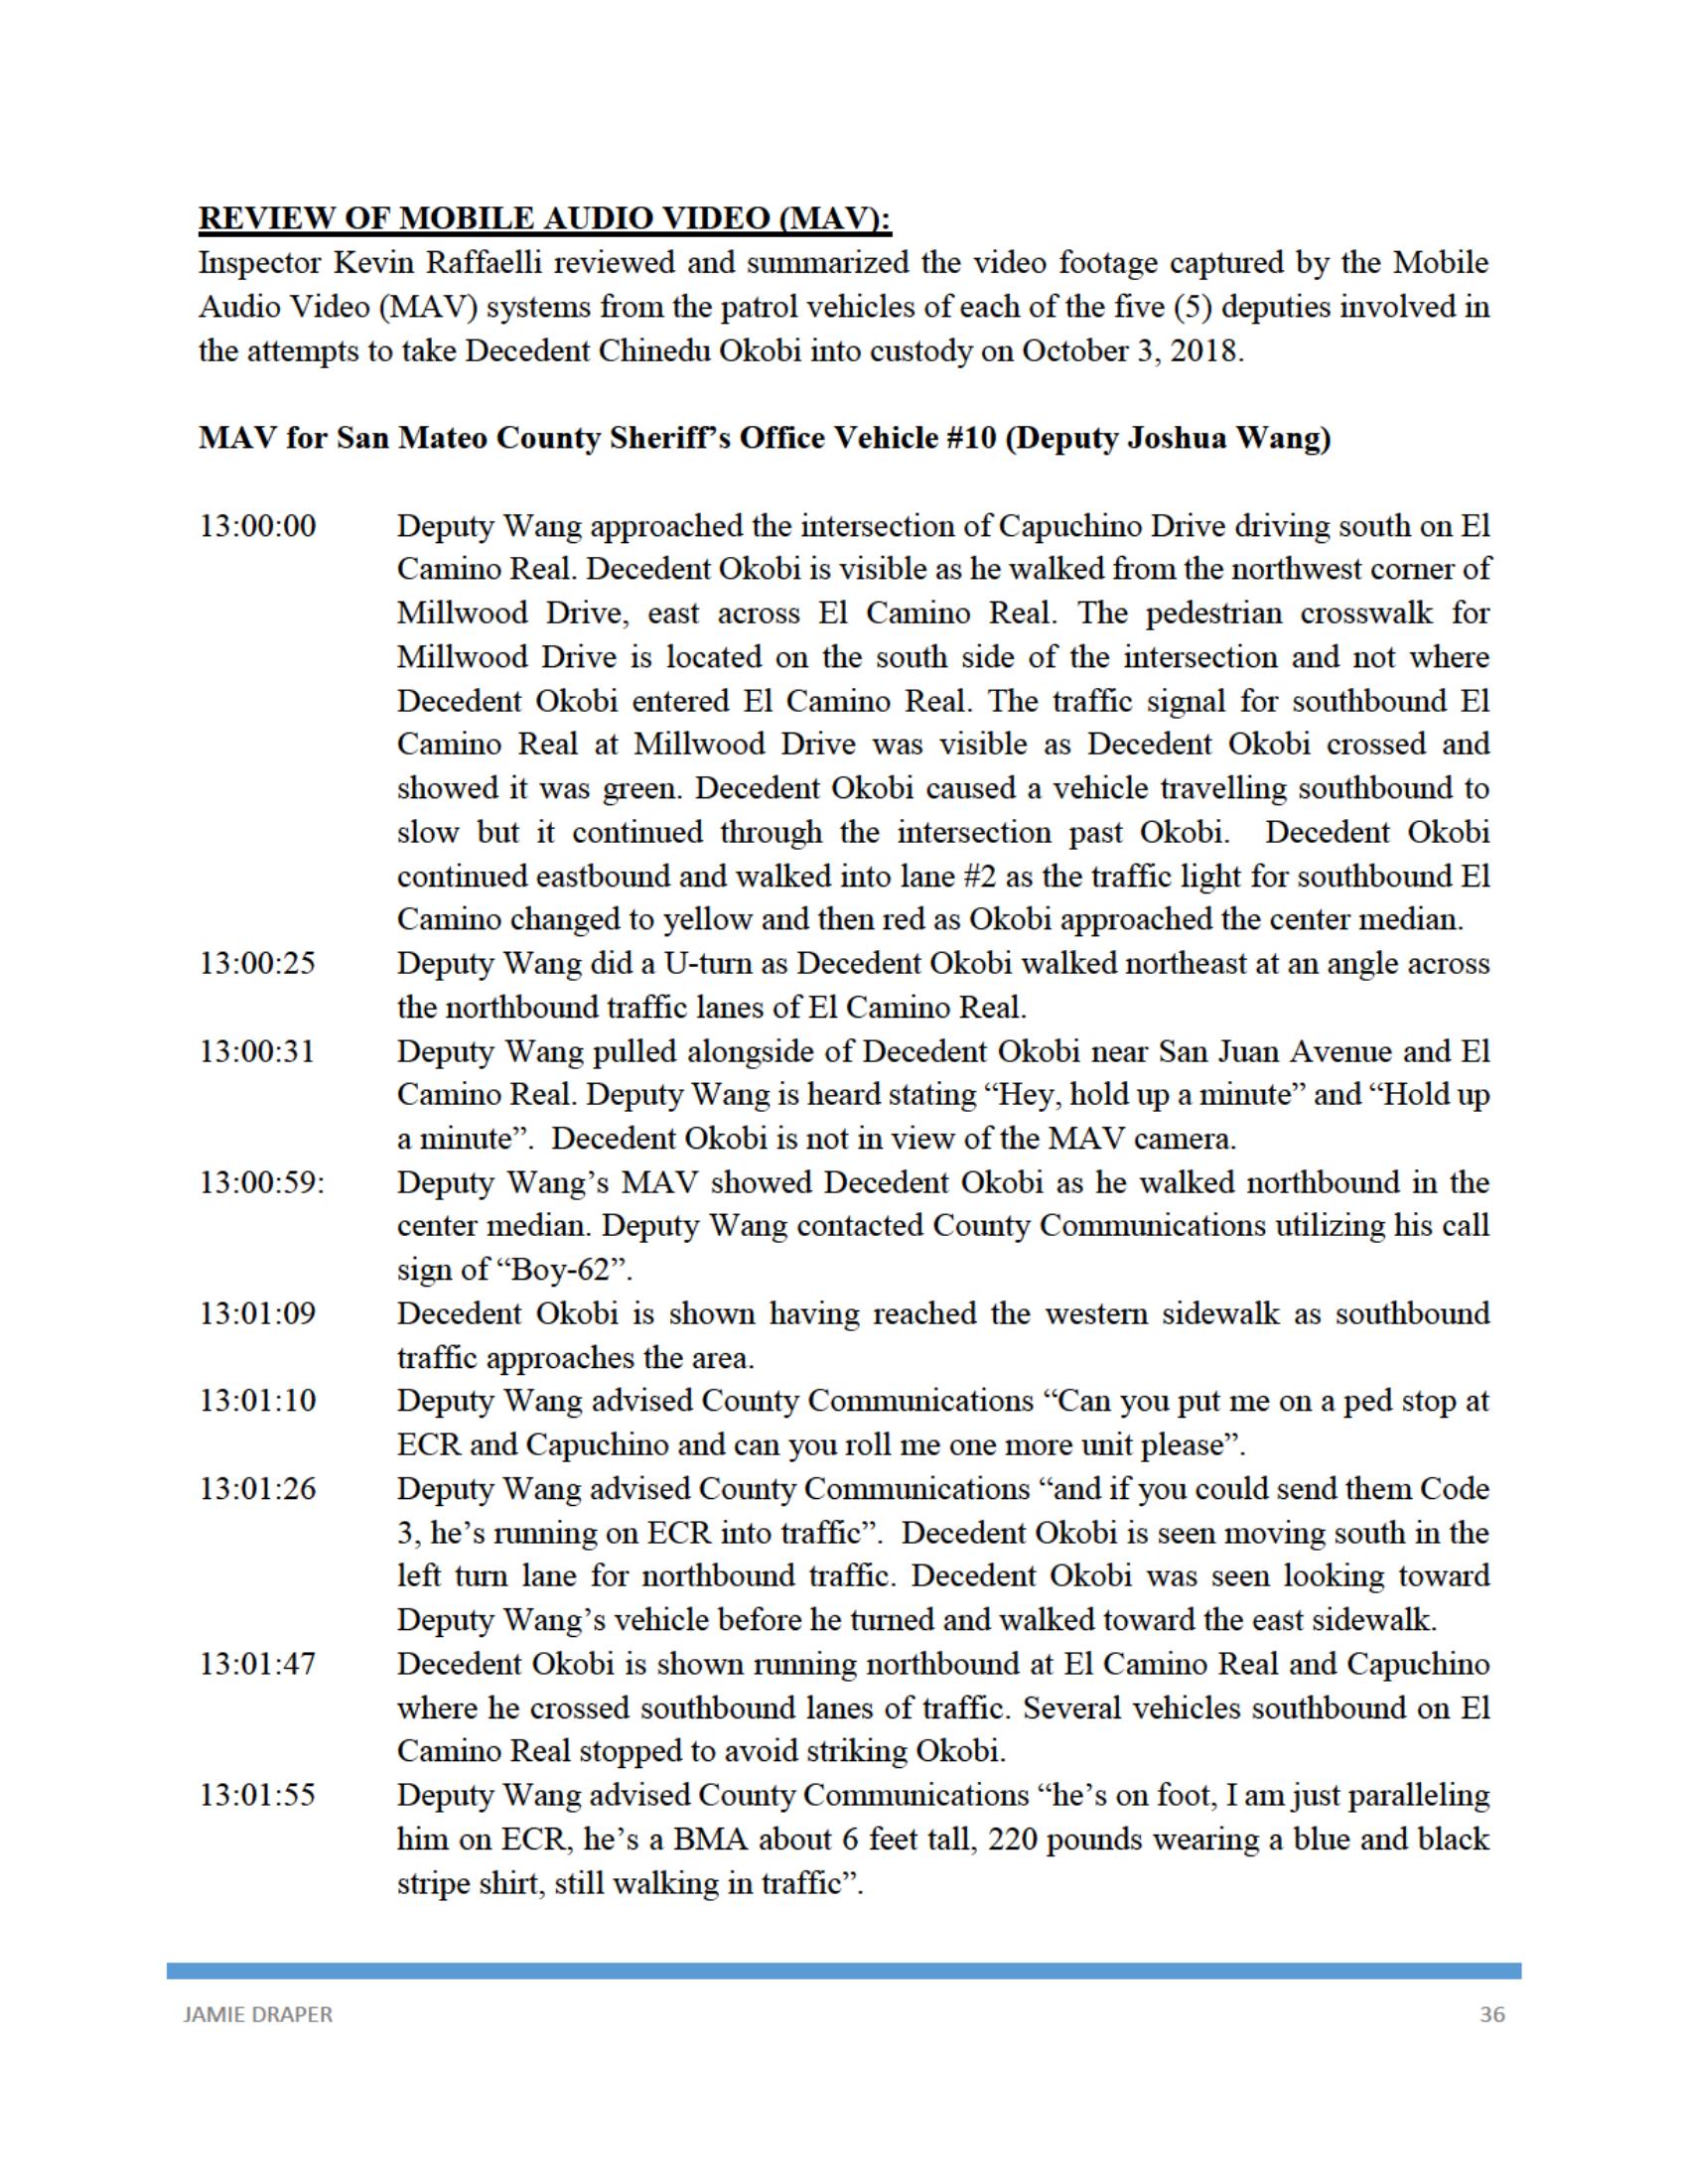 REVIEW OF MOBILE AUDIO VIDEO (MAV):
Inspector Kevin Raffaelli reviewed and summarized the video footage captured by the Mobile
Audio Video (MAV) systems from the patrol vehicles of each of the five (5) deputies involved in
the attempts to take Decedent Chinedu Okobi into custody on October 3, 2018.
MAV for San Mateo County Sheriff’s Office Vehicle #10 (Deputy Joshua Wang)
13:00:00 Deputy Wang approached the intersection of Capuchino Drive driving south on El
Camino Real. Decedent Okobi is visible as he walked from the northwest corner of
Millwood Drive, east across El Camino Real. The pedestrian crosswalk for
Millwood Drive is located on the south side of the intersection and not where
Decedent Okobi entered El Camino Real. The traffic signal for southbound El
Camino Real at Millwood Drive was visible as Decedent Okobi crossed and
showed it was green. Decedent Okobi caused a vehicle travelling southbound to
slow but it continued through the intersection past Okobi.  Decedent Okobi
continued eastbound and walked into lane #2 as the traffic light for southbound El
Camino changed to yellow and then red as Okobi approached the center median.
13:00:25 Deputy Wang did a U-turn as Decedent Okobi walked northeast at an angle across
the northbound traffic lanes of El Camino Real.
13:00:31 Deputy Wang pulled alongside of Decedent Okobi near San Juan Avenue and El
Camino Real. Deputy Wang is heard stating “Hey, hold up a minute” and “Hold up
a minute”.  Decedent Okobi is not in view of the MAV camera.
13:00:59: Deputy Wang’s MAV showed Decedent Okobi as he walked northbound in the
center median. Deputy Wang contacted County Communications utilizing his call
sign of “Boy-62”.
13:01:09 Decedent Okobi is shown having reached the western sidewalk as southbound
traffic approaches the area.
13:01:10 Deputy Wang advised County Communications “Can you put me on a ped stop at
ECR and Capuchino and can you roll me one more unit please”.
13:01:26 Deputy Wang advised County Communications “and if you could send them Code
3, he’s running on ECR into traffic”.  Decedent Okobi is seen moving south in the
left turn lane for northbound traffic. Decedent Okobi was seen looking toward
Deputy Wang’s vehicle before he turned and walked toward the east sidewalk.
13:01:47 Decedent Okobi is shown running northbound at El Camino Real and Capuchino
where he crossed southbound lanes of traffic. Several vehicles southbound on El
Camino Real stopped to avoid striking Okobi.
13:01:55 Deputy Wang advised County Communications “he’s on foot, I am just paralleling
him on ECR, he’s a BMA about 6 feet tall, 220 pounds wearing a blue and black
stripe shirt, still walking in traffic”.
JAMIE DRAPER 36